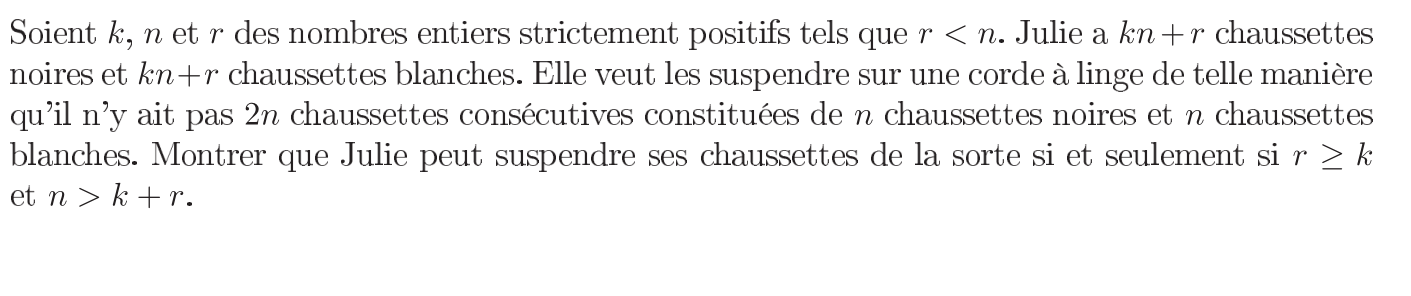 Soient k, n et r des nombres entiers strictement positifs tels que r < n. Julie a kn + r chaussettes
noires et kn+r chaussettes blanches. Elle veut les suspendre sur une corde à linge de telle manière
qu'il n'y ait pas 2n chaussettes consécutives constituées de n chaussettes noires et n chaussettes
blanches. Montrer que Julie peut suspendre ses chaussettes de la sorte si et seulement si r ≥ k
et n > k + r.